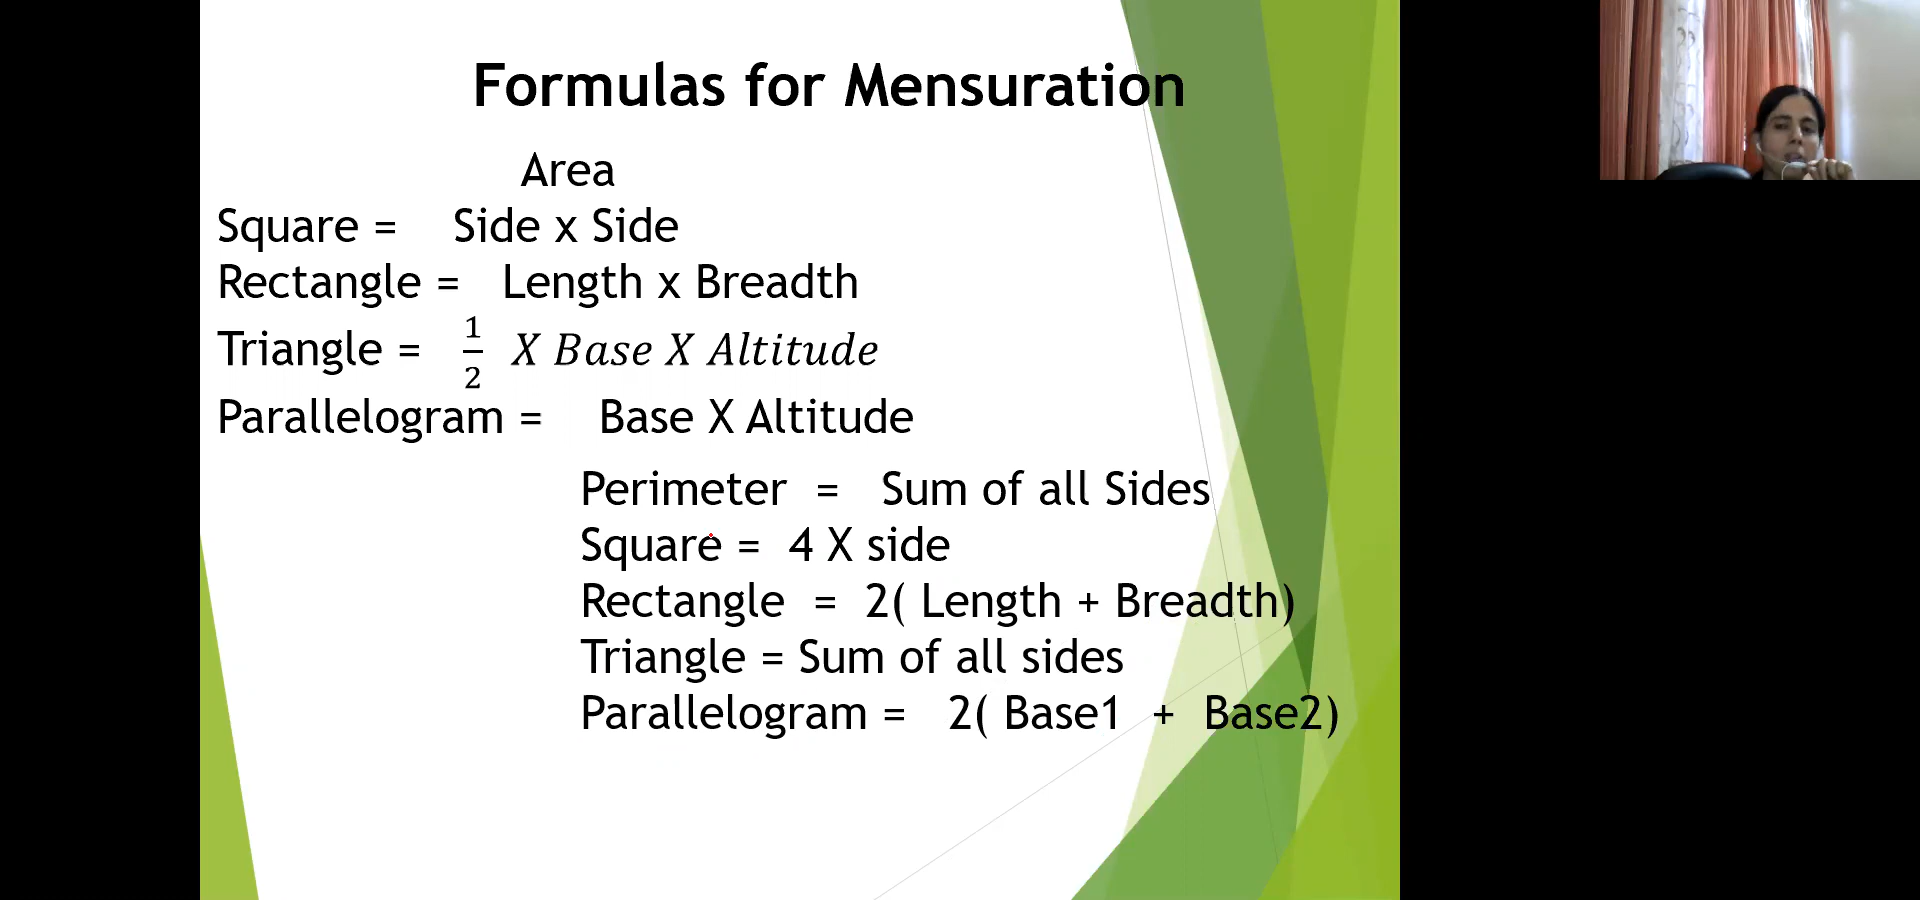 Formulas for Mensuration
Area
Square = Side x Side
Rectangle = Length x Breadth
Triangle = 1/2 X Base X Altitude
Parallelogram = Base X Altitude
Perimeter = Sum of all Sides
Square = 4 X side
Rectangle = 2( Length + Breadth)
Triangle = Sum of all sides
Parallelogram = 2( Base1 + Base2)